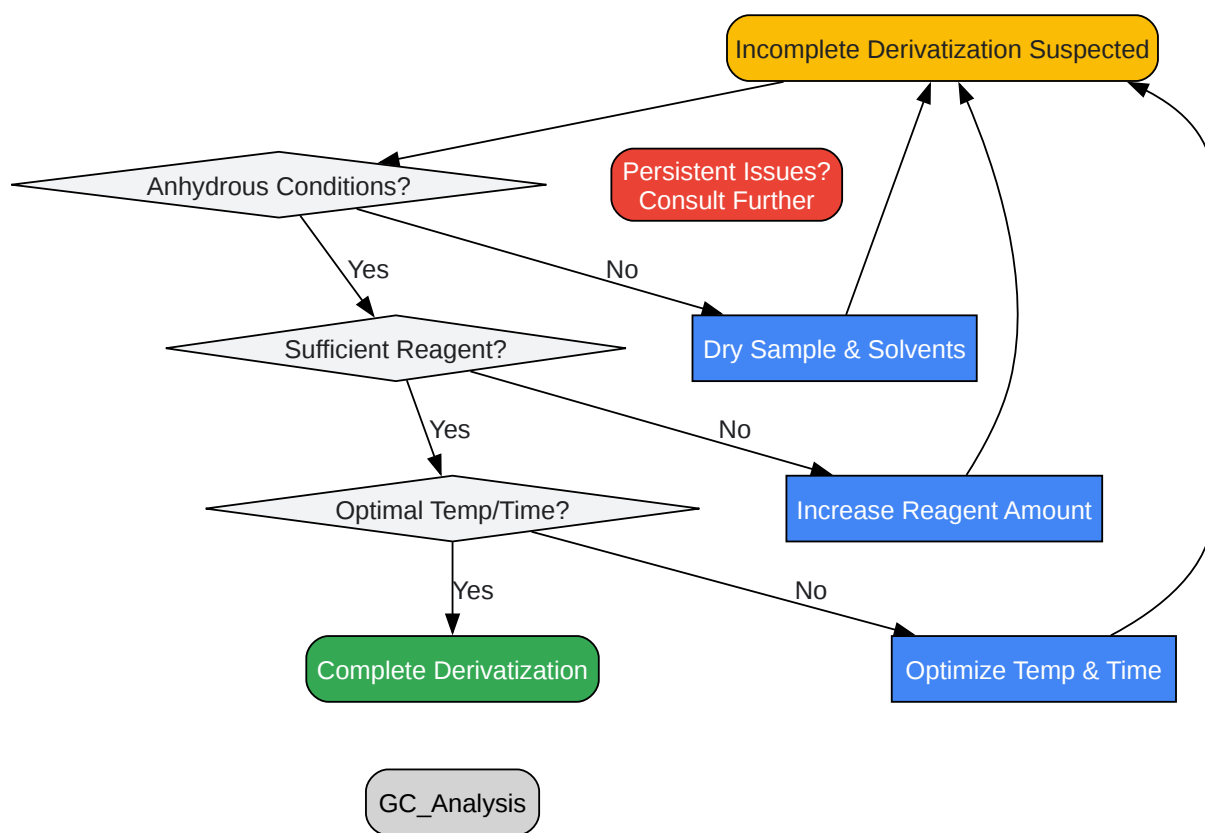 Incomplete Derivatization Suspected
Persistent Issues?
Consult Further
Anhydrous Conditions?
Yes
No
Sufficient Reagent?
Dry Sample & Solvents
Yes
No
Optimal Temp/Time?
Increase Reagent Amount
Yes
No
Complete Derivatization
Optimize Temp & Time
GC_Analysis